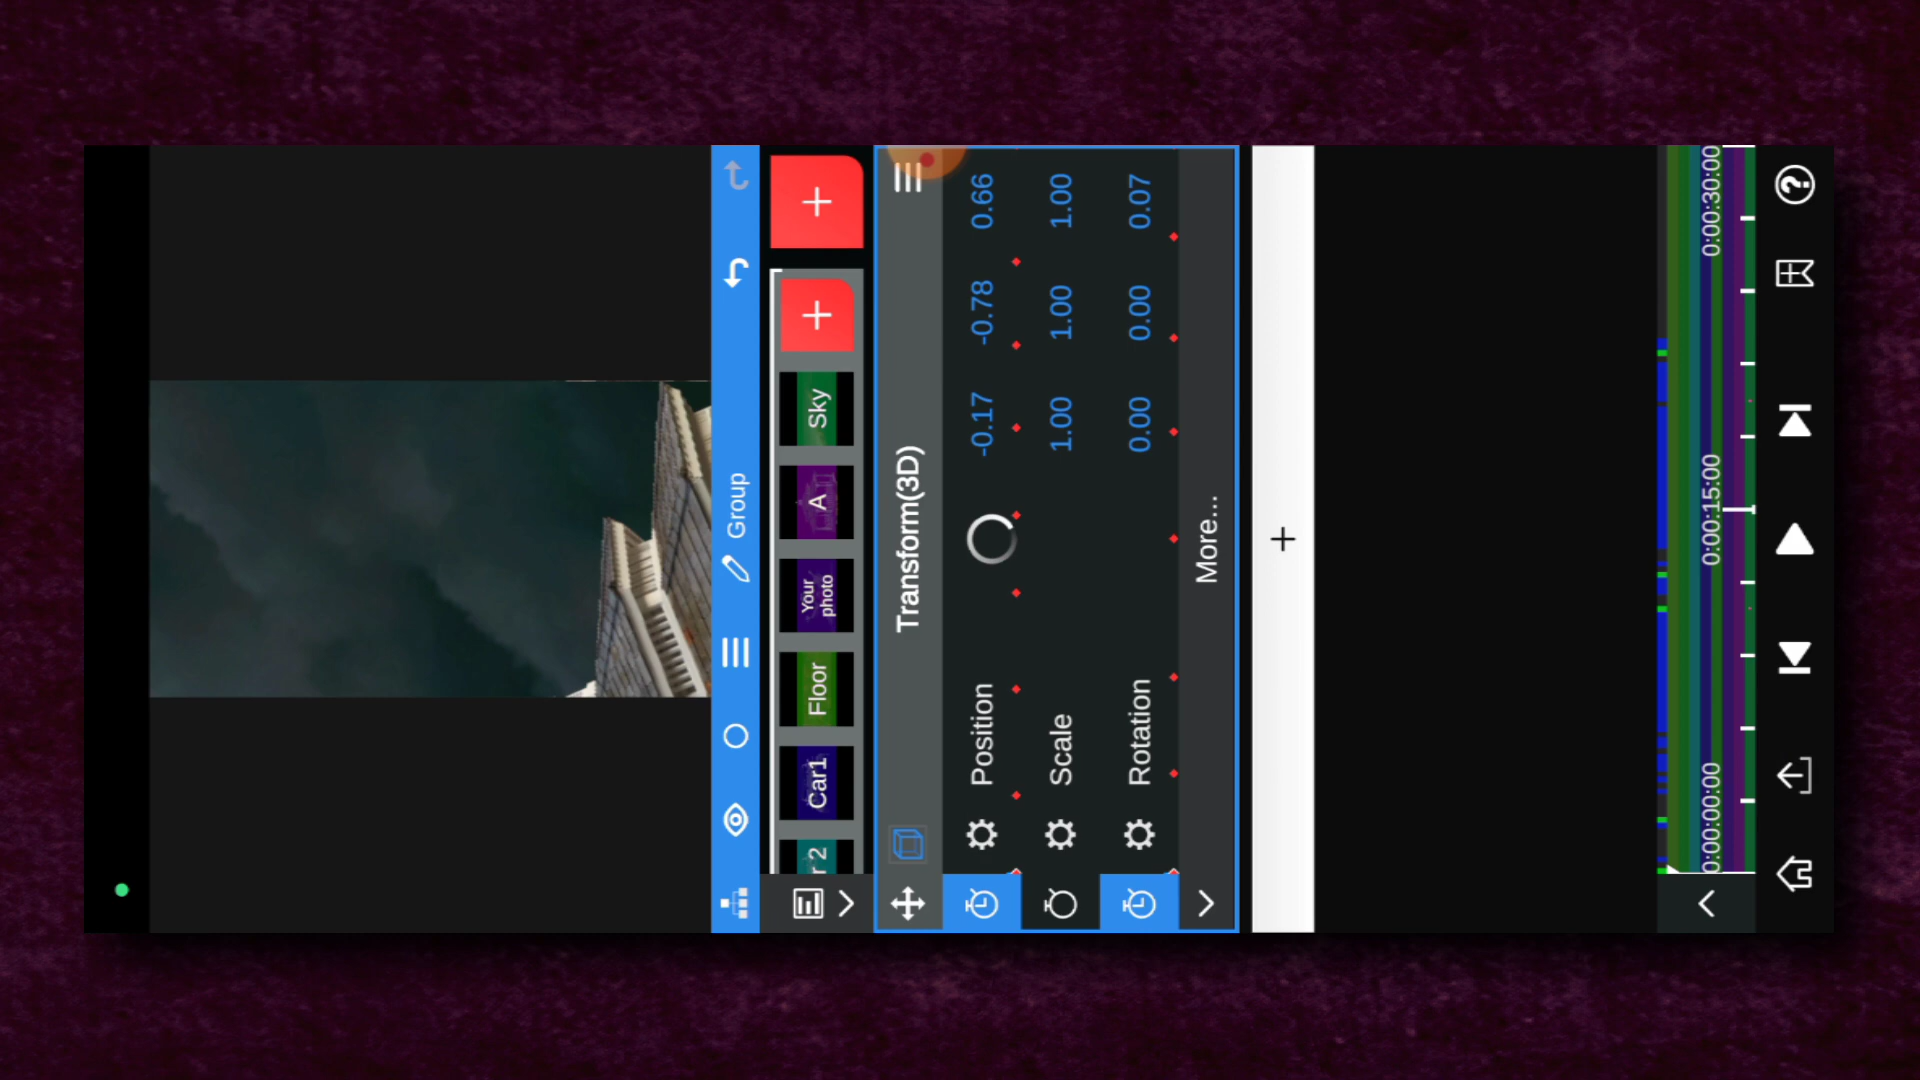 Group
r 2
Car1
Floor
Your
photo
A
Sky
Transform(3D)
Position -0.17 -0.78 0.66
Scale 1.00 1.00 1.00
Rotation 0.00 0.00 0.07
More...
0:00:00:00 0:00:15:00 0:00:30:00